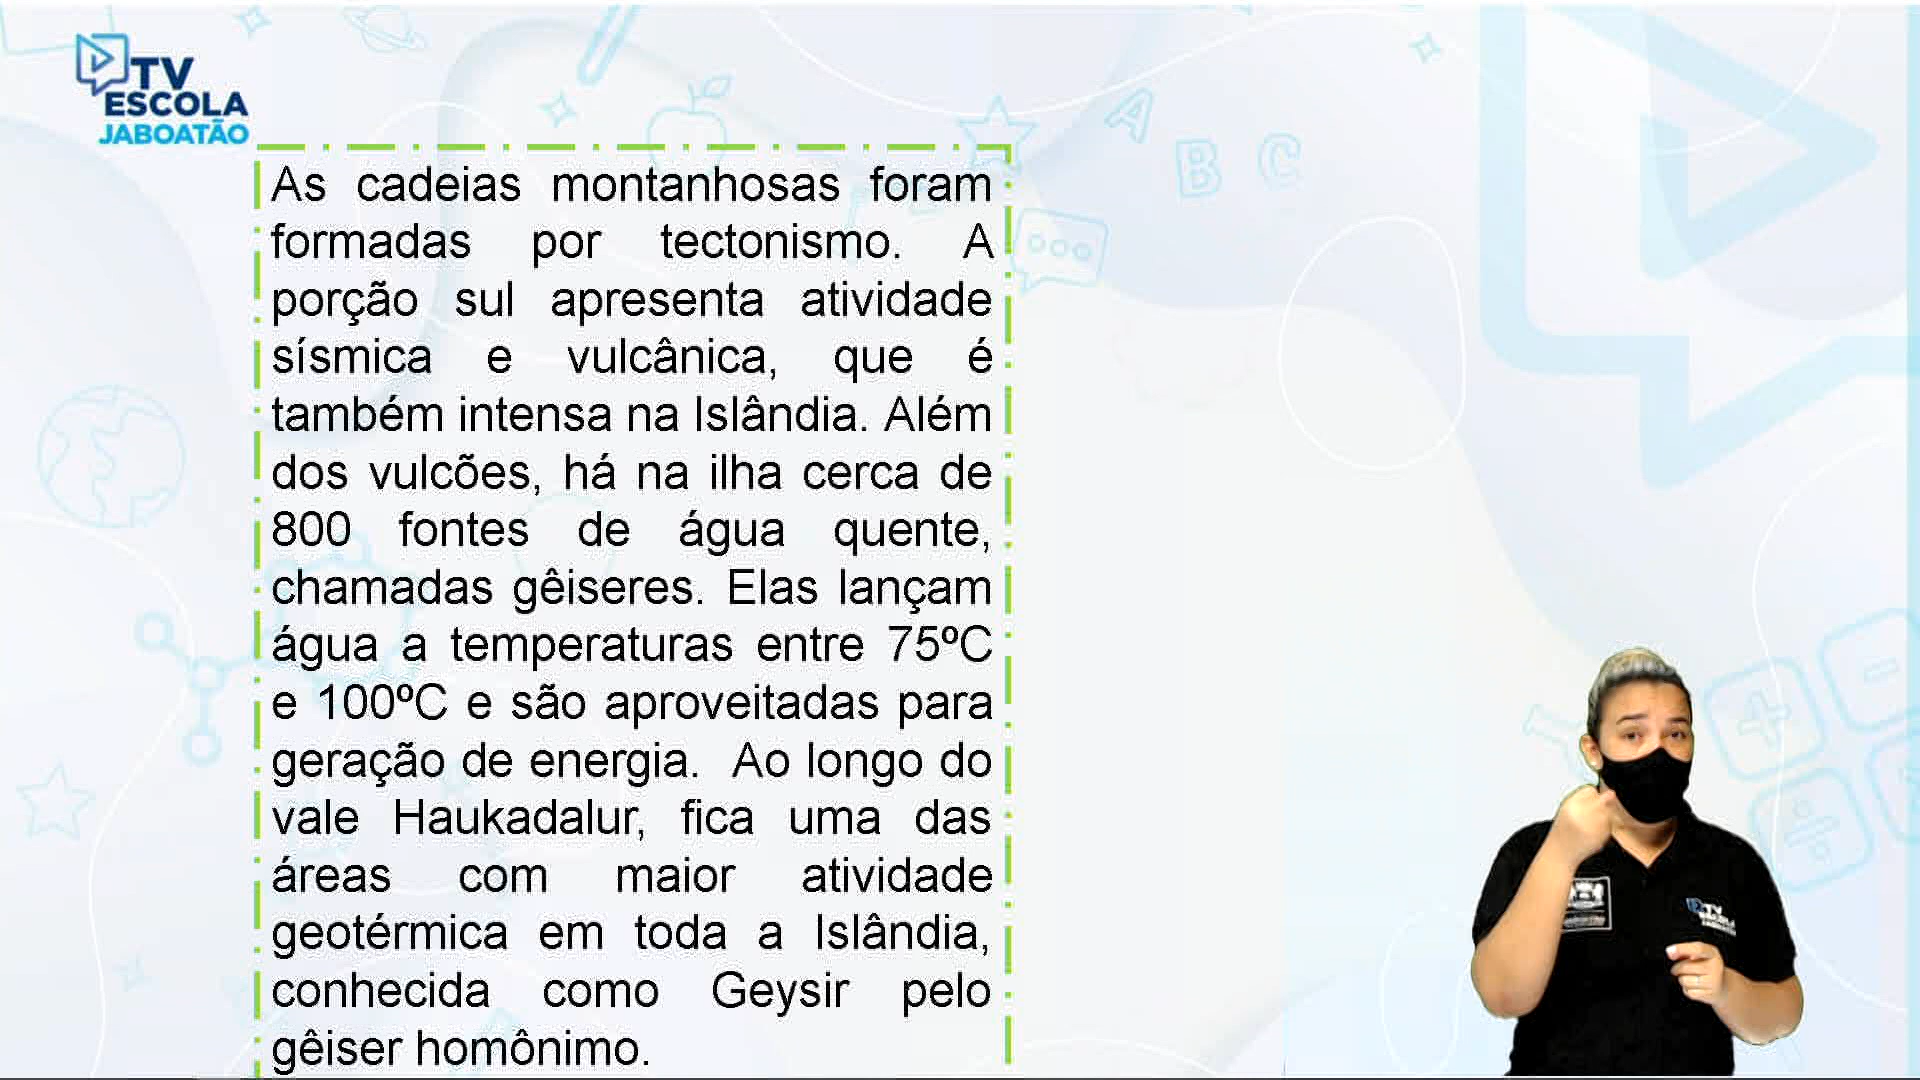 TV
ESCOLA
JABOATÃO
As cadeias montanhosas foram
formadas por tectonismo. A
porção sul apresenta atividade
sísmica e vulcânica, que é
também intensa na Islândia. Além
dos vulcões, há na ilha cerca de
800 fontes de água quente,
chamadas gêiseres. Elas lançam
água a temperaturas entre 75ºC
e 100ºC e são aproveitadas para
geração de energia.  Ao longo do
vale Haukadalur, fica uma das
áreas com maior atividade
geotérmica em toda a Islândia,
conhecida como Geysir pelo
gêiser homônimo.
A
B
C
TV
ESCOLA
JABOATÃO